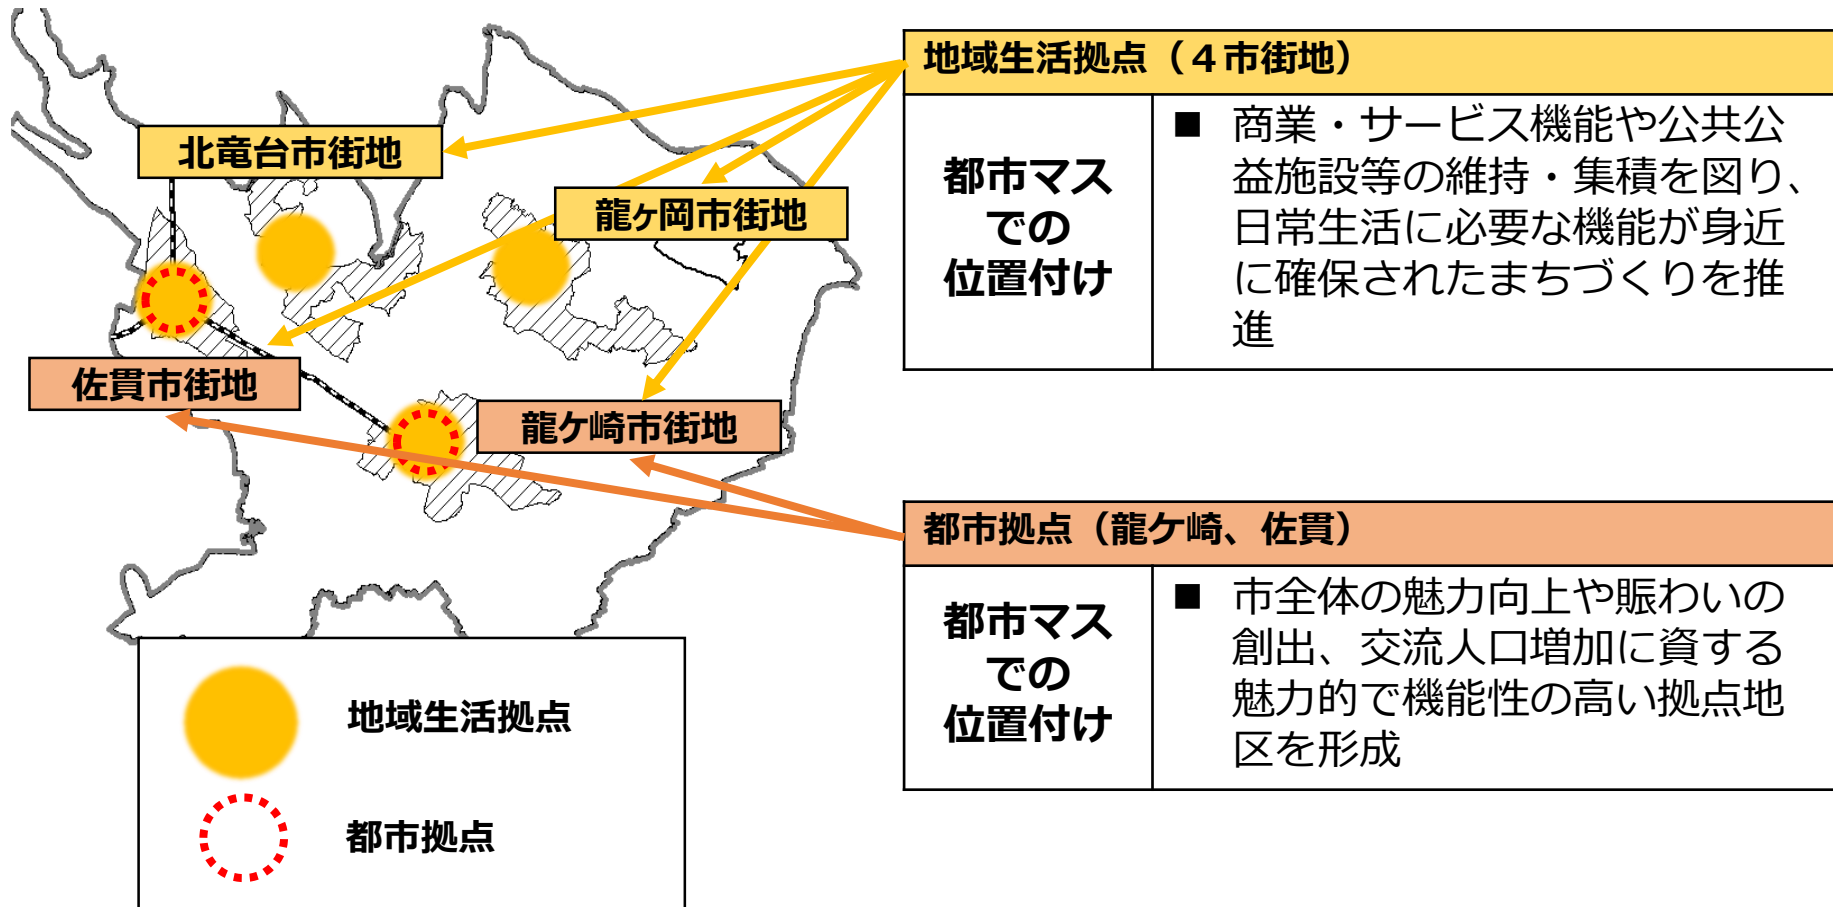 北竜台市街地
龍ヶ岡市街地
佐貫市街地
龍ケ崎市街地
地域生活拠点
都市拠点
地域生活拠点（４市街地）
都市マス
での
位置付け
■ 商業・サービス機能や公共公
益施設等の維持・集積を図り、
日常生活に必要な機能が身近
に確保されたまちづくりを推
進
都市拠点（龍ケ崎、佐貫）
都市マス
での
位置付け
■ 市全体の魅力向上や賑わいの
創出、交流人口増加に資する
魅力的で機能性の高い拠点地
区を形成